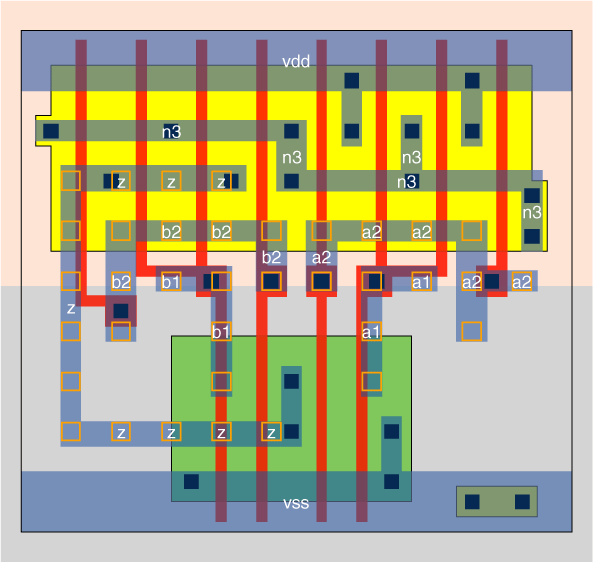 vdd
n3
n3 n3
z z z n3
n3
b2 b2 a2 a2
b2 a2
b2 b1 a1 a2 a2
z
b1 a1
z z z z
vss